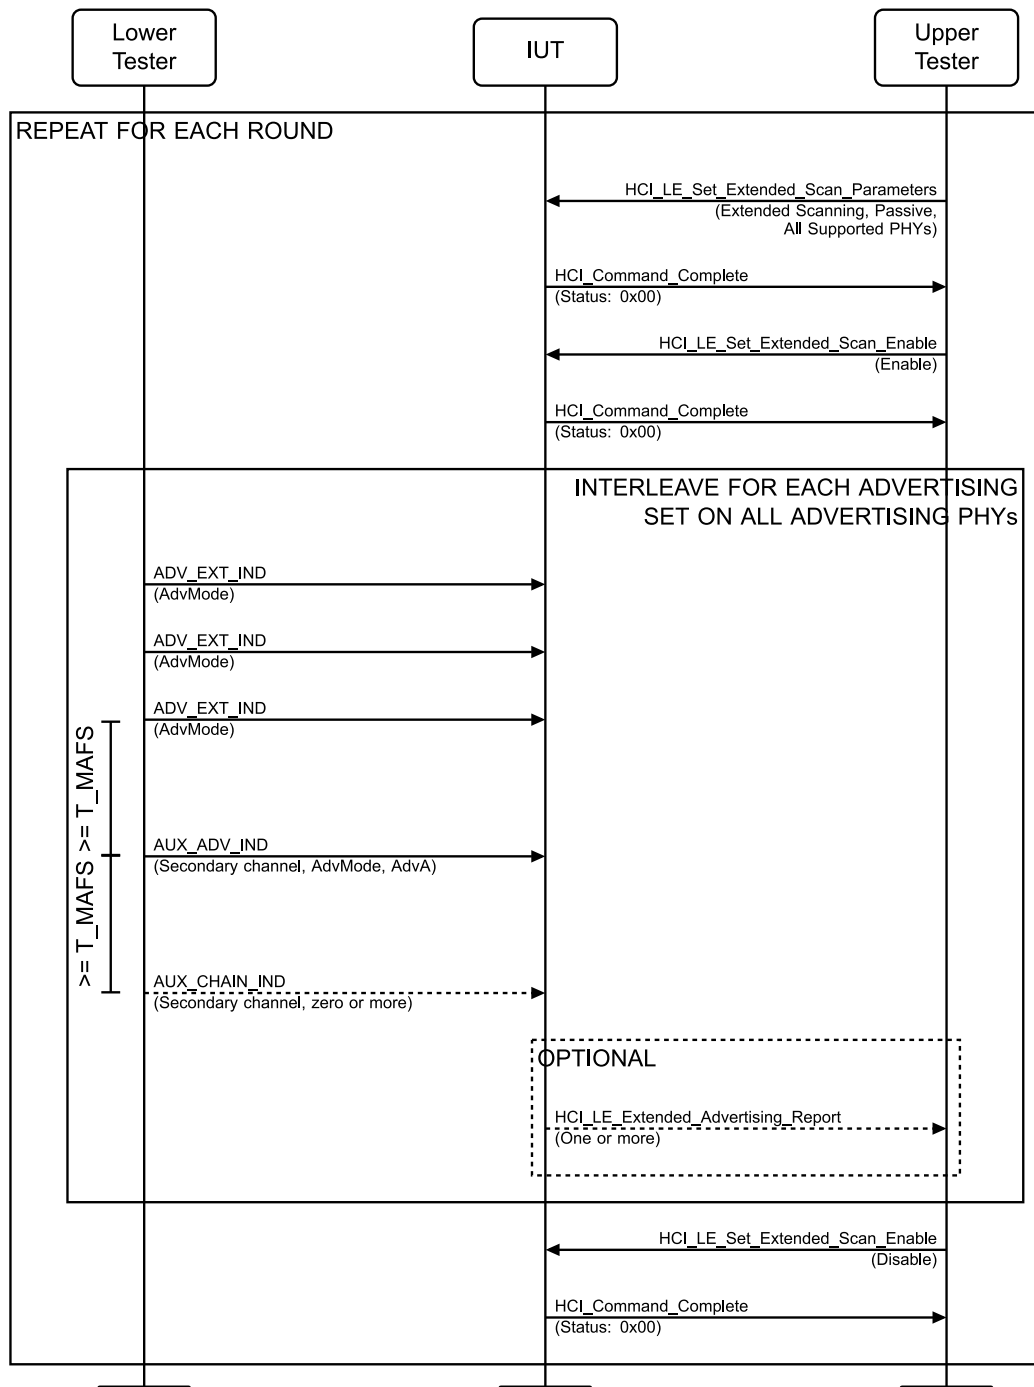 Lower
Tester
IUT
Upper
Tester
REPEAT FOR EACH ROUND
HCI_LE_Set_Extended_Scan_Parameters
(Extended Scanning, Passive,
All Supported PHYs)
HCI_Command_Complete
(Status: 0x00)
HCI_LE_Set_Extended_Scan_Enable
(Enable)
HCI_Command_Complete
(Status: 0x00)
INTERLEAVE FOR EACH ADVERTISING
SET ON ALL ADVERTISING PHYs
ADV_EXT_IND
(AdvMode)
ADV_EXT_IND
(AdvMode)
ADV_EXT_IND
(AdvMode)
>= T_MAFS
AUX_ADV_IND
(Secondary channel, AdvMode, AdvA)
>= T_MAFS
AUX_CHAIN_IND
(Secondary channel, zero or more)
OPTIONAL
HCI_LE_Extended_Advertising_Report
(One or more)
HCI_LE_Set_Extended_Scan_Enable
(Disable)
HCI_Command_Complete
(Status: 0x00)